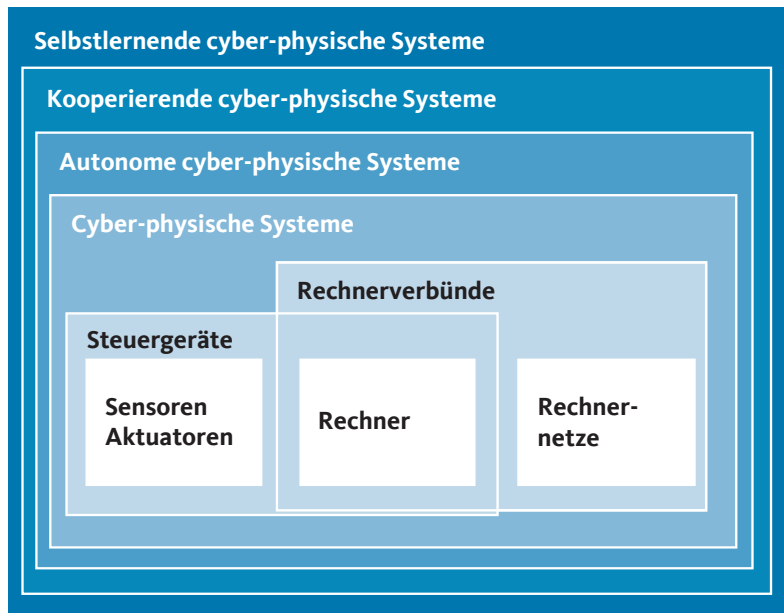 Selbstlernende cyber-physische Systeme
Kooperierende cyber-physische Systeme
Autonome cyber-physische Systeme
Cyber-physische Systeme
Rechnerverbünde
Steuergeräte
Sensoren
Aktuatoren
Rechner
Rechner-
netze